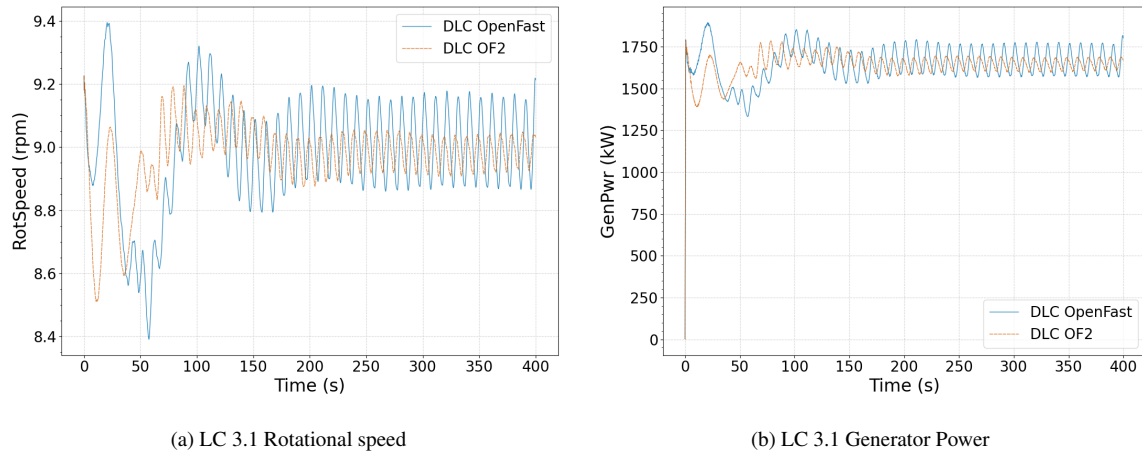 9.4
9.2
9.0
8.8
8.6
8.4
RotSpeed (rpm)
DLC OpenFast
DLC OF2
0 50 100 150 200 250 300 350 400
Time (s)
(a) LC 3.1 Rotational speed
1750
1500
1250
1000
750
500
250
0
GenPwr (kW)
DLC OpenFast
DLC OF2
0 50 100 150 200 250 300 350 400
Time (s)
(b) LC 3.1 Generator Power